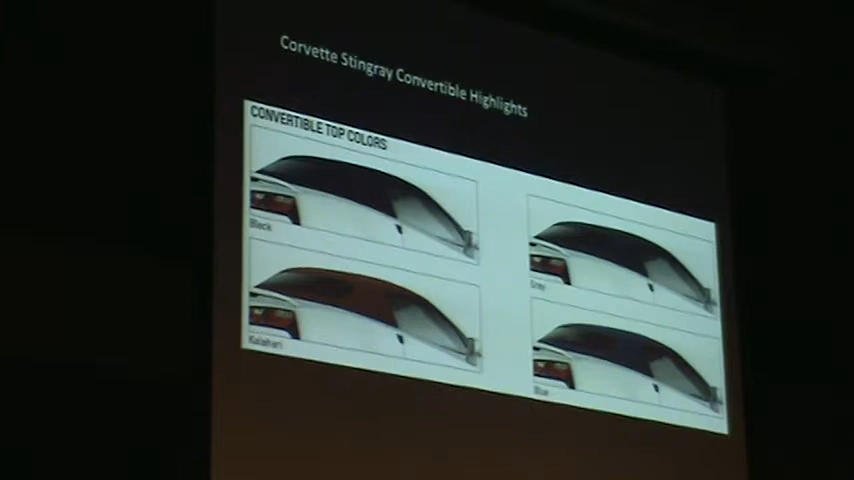 Corvette Stingray Convertible Highlights
CONVERTIBLE TOP COLORS
Black
Gray
Kalahari
Blue